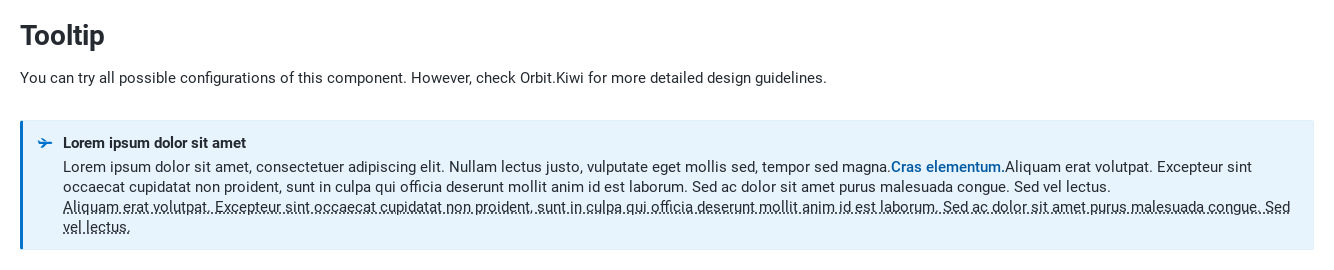 Tooltip
You can try all possible configurations of this component. However, check Orbit.Kiwi for more detailed design guidelines.
Lorem ipsum dolor sit amet
Lorem ipsum dolor sit amet, consectetuer adipiscing elit. Nullam lectus justo, vulputate eget mollis sed, tempor sed magna.Cras elementum.Aliquam erat volutpat. Excepteur sint
occaecat cupidatat non proident, sunt in culpa qui officia deserunt mollit anim id est laborum. Sed ac dolor sit amet purus malesuada congue. Sed vel lectus.
Aliquam erat volutpat. Excepteur sint occaecat cupidatat non proident, sunt in culpa qui officia deserunt mollit anim id est laborum. Sed ac dolor sit amet purus malesuada congue. Sed
vel lectus.